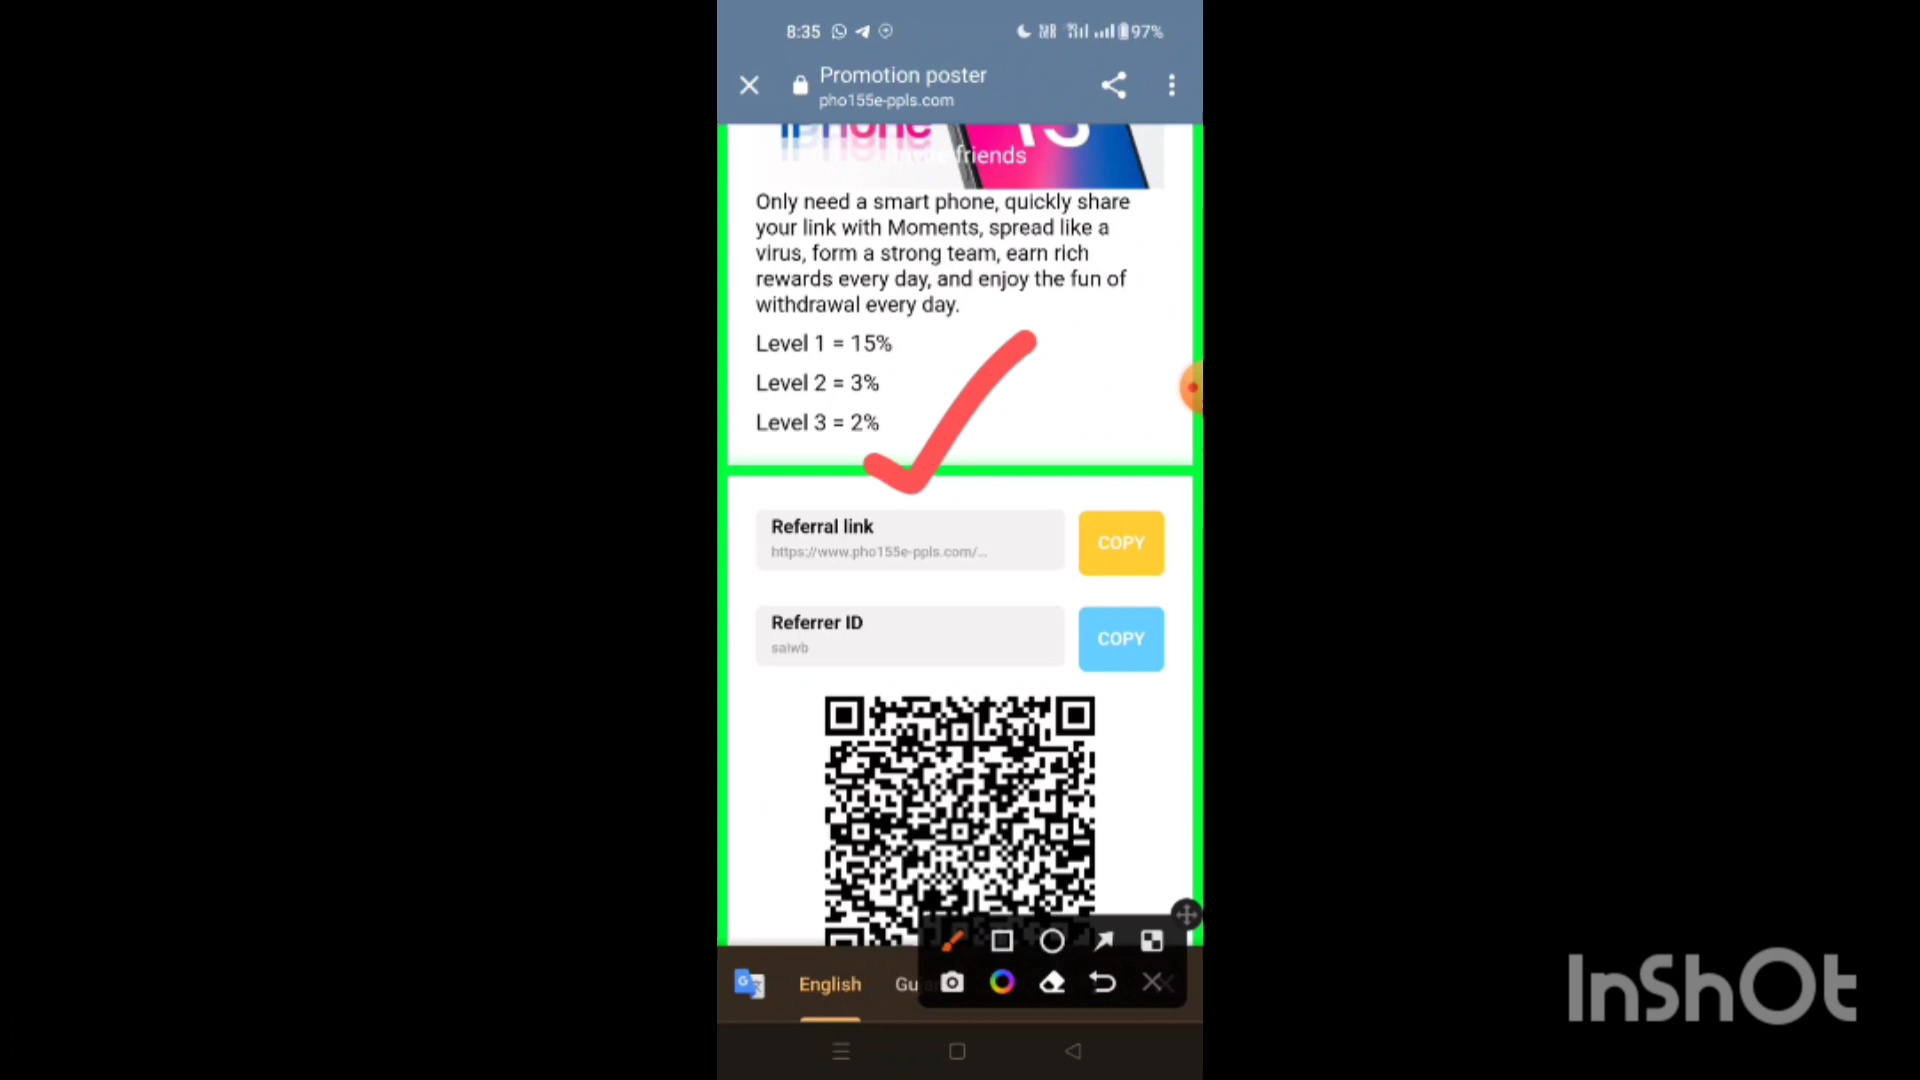 8:35
97%
Promotion poster
pho155e-ppls.com
friends
Only need a smart phone, quickly share
your link with Moments, spread like a
virus, form a strong team, earn rich
rewards every day, and enjoy the fun of
withdrawal every day.
Level 1 = 15%
Level 2 = 3%
Level 3 = 2%
Referral link
https://www.pho155e-ppls.com/...
COPY
Referrer ID
saiwb
COPY
English
Gu
InShOt